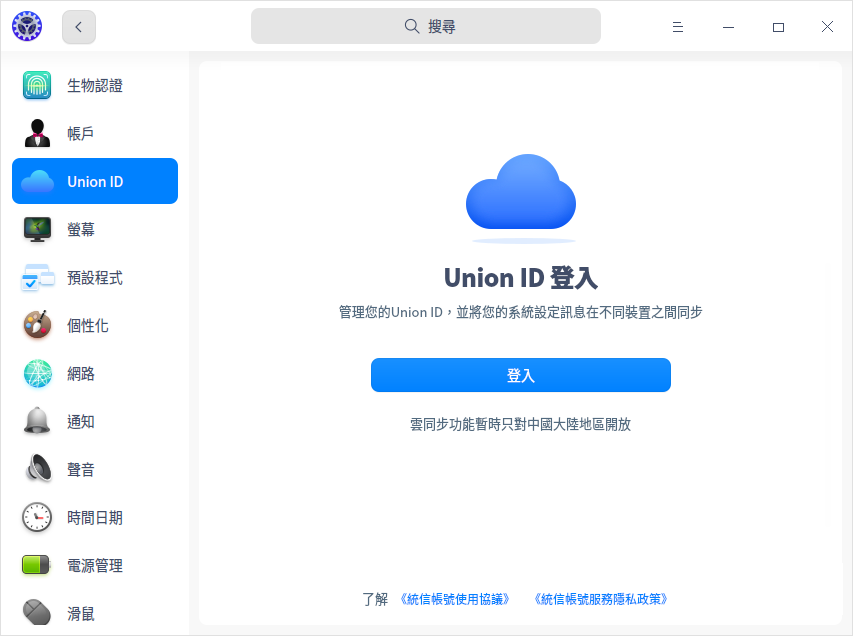 搜尋
生物認證
帳戶
Union ID
螢幕
預設程式
個性化
網路
通知
聲音
時間日期
電源管理
滑鼠
Union ID 登入
管理您的Union ID，並將您的系統設定訊息在不同裝置之間同步
登入
雲同步功能暫時只對中國大陸地區開放
了解 《統信帳號使用協議》 《統信帳號服務隱私政策》